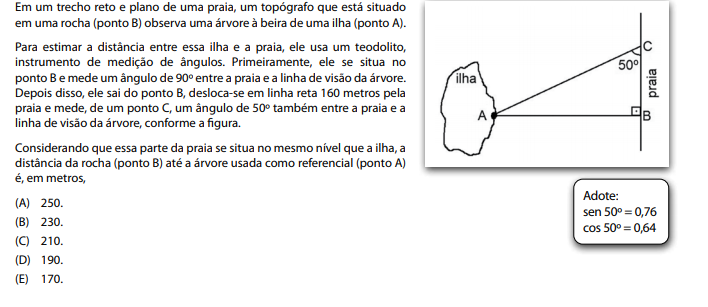 Em um trecho reto e plano de uma praia, um topógrafo que está situado
em uma rocha (ponto B) observa uma árvore à beira de uma ilha (ponto A).
Para estimar a distância entre essa ilha e a praia, ele usa um teodolito,
instrumento de medição de ângulos. Primeiramente, ele se situa no
ponto B e mede um ângulo de 90º entre a praia e a linha de visão da árvore.
Depois disso, ele sai do ponto B, desloca-se em linha reta 160 metros pela
praia e mede, de um ponto C, um ângulo de 50º também entre a praia e a
linha de visão da árvore, conforme a figura.
Considerando que essa parte da praia se situa no mesmo nível que a ilha, a
distância da rocha (ponto B) até a árvore usada como referencial (ponto A)
é, em metros,
(A) 250.
(B) 230.
(C) 210.
(D) 190.
(E) 170.
C
50º
ilha
praia
A
B
Adote:
sen 50º = 0,76
cos 50º = 0,64